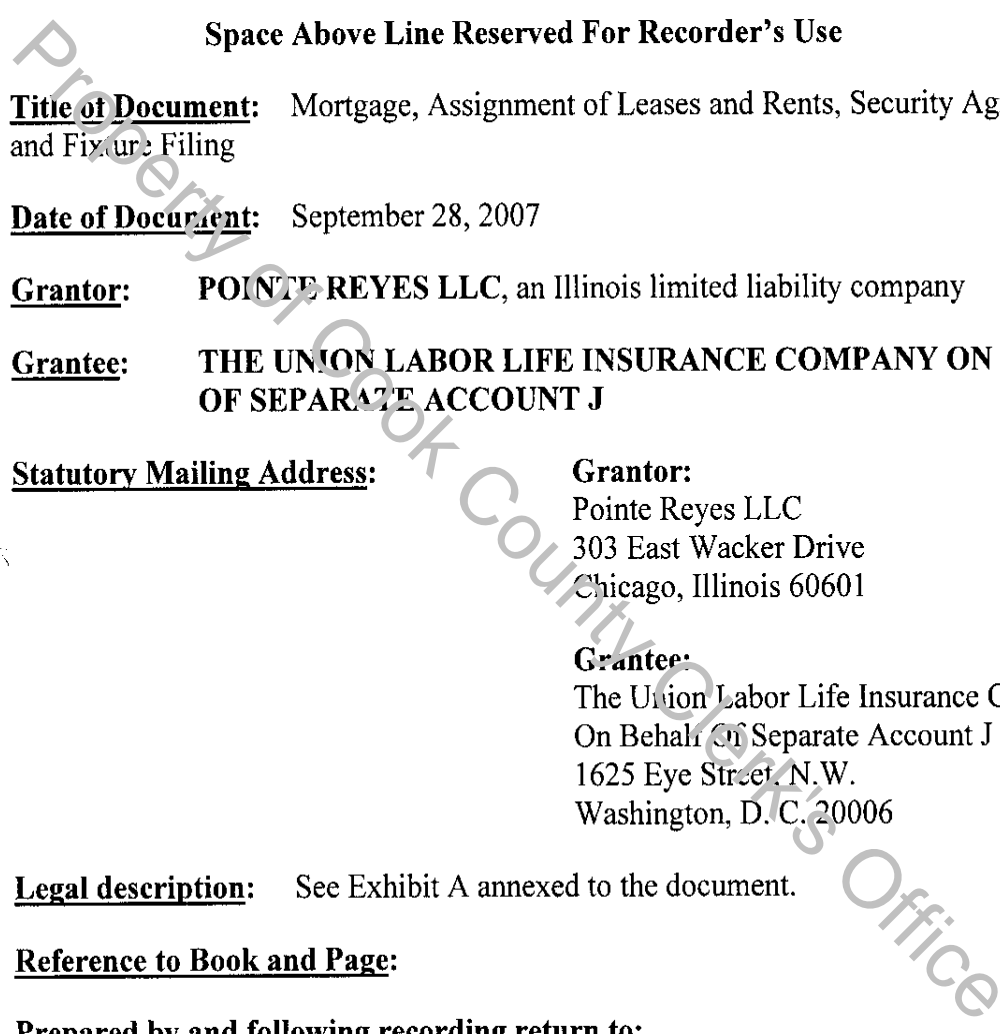 Space Above Line Reserved For Recorder's Use
Title of Document: Mortgage, Assignment of Leases and Rents, Security Ag
and Fixture Filing
Date of Document: September 28, 2007
Grantor: POINTE REYES LLC, an Illinois limited liability company
Grantee: THE UNION LABOR LIFE INSURANCE COMPANY ON
OF SEPARATE ACCOUNT J
Statutory Mailing Address:
Grantor:
Pointe Reyes LLC
303 East Wacker Drive
Chicago, Illinois 60601
Grantee:
The Union Labor Life Insurance C
On Behalf Of Separate Account J
1625 Eye Street, N.W.
Washington, D. C. 20006
Legal description: See Exhibit A annexed to the document.
Reference to Book and Page:
Prepared by and following recording return to:
Property of Cook County Clerk's Office